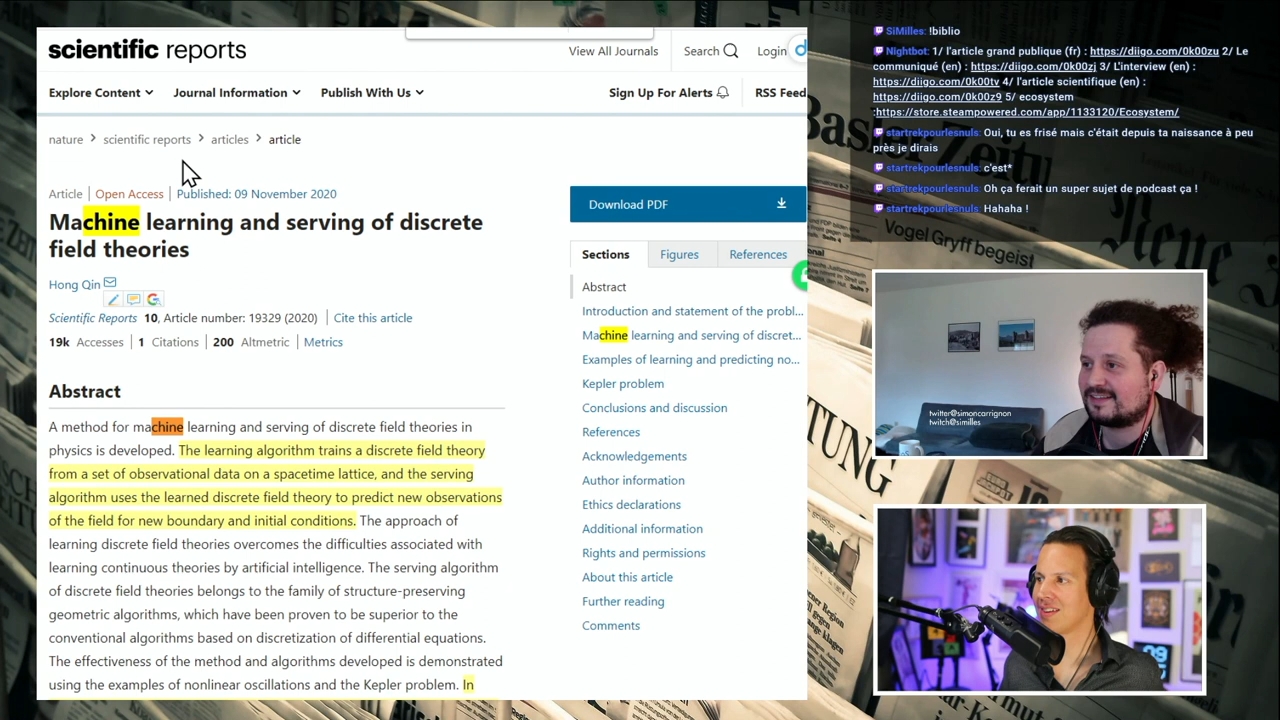 scientific reports
View All Journals
Search
Login
Explore Content
Journal Information
Publish With Us
Sign Up For Alerts
RSS Feed
nature > scientific reports > articles > article
Article | Open Access | Published: 09 November 2020
Machine learning and serving of discrete
field theories
Hong Qin
Scientific Reports 10, Article number: 19329 (2020) | Cite this article
19k Accesses | 1 Citations | 200 Altmetric | Metrics
Abstract
A method for machine learning and serving of discrete field theories in
physics is developed. The learning algorithm trains a discrete field theory
from a set of observational data on a spacetime lattice, and the serving
algorithm uses the learned discrete field theory to predict new observations
of the field for new boundary and initial conditions. The approach of
learning discrete field theories overcomes the difficulties associated with
learning continuous theories by artificial intelligence. The serving algorithm
of discrete field theories belongs to the family of structure-preserving
geometric algorithms, which have been proven to be superior to the
conventional algorithms based on discretization of differential equations.
The effectiveness of the method and algorithms developed is demonstrated
using the examples of nonlinear oscillations and the Kepler problem. In
Download PDF
Sections
Figures
References
Abstract
Introduction and statement of the probl...
Machine learning and serving of discret...
Examples of learning and predicting no...
Kepler problem
Conclusions and discussion
References
Acknowledgements
Author information
Ethics declarations
Additional information
Rights and permissions
About this article
Further reading
Comments
SiMilles: !biblio
Nightbot: 1/ l'article grand publique (fr) : https://diigo.com/0k00zu 2/ Le
communiqué (en) : https://diigo.com/0k00zj 3/ L'interview (en) :
https://diigo.com/0k00tv 4/ l'article scientifique (en) :
https://diigo.com/0k00z9 5/ ecosystem
:https://store.steampowered.com/app/1133120/Ecosystem/
startrekpourlesnuls: Oui, tu es frisé mais c'était depuis ta naissance à peu
près je dirais
startrekpourlesnuls: c'est*
startrekpourlesnuls: Oh ça ferait un super sujet de podcast ça !
startrekpourlesnuls: Hahaha !
Basler Zeitung
Vogel Gryff begeist
TUNG
twitter@simoncarrignon
twitch@similles